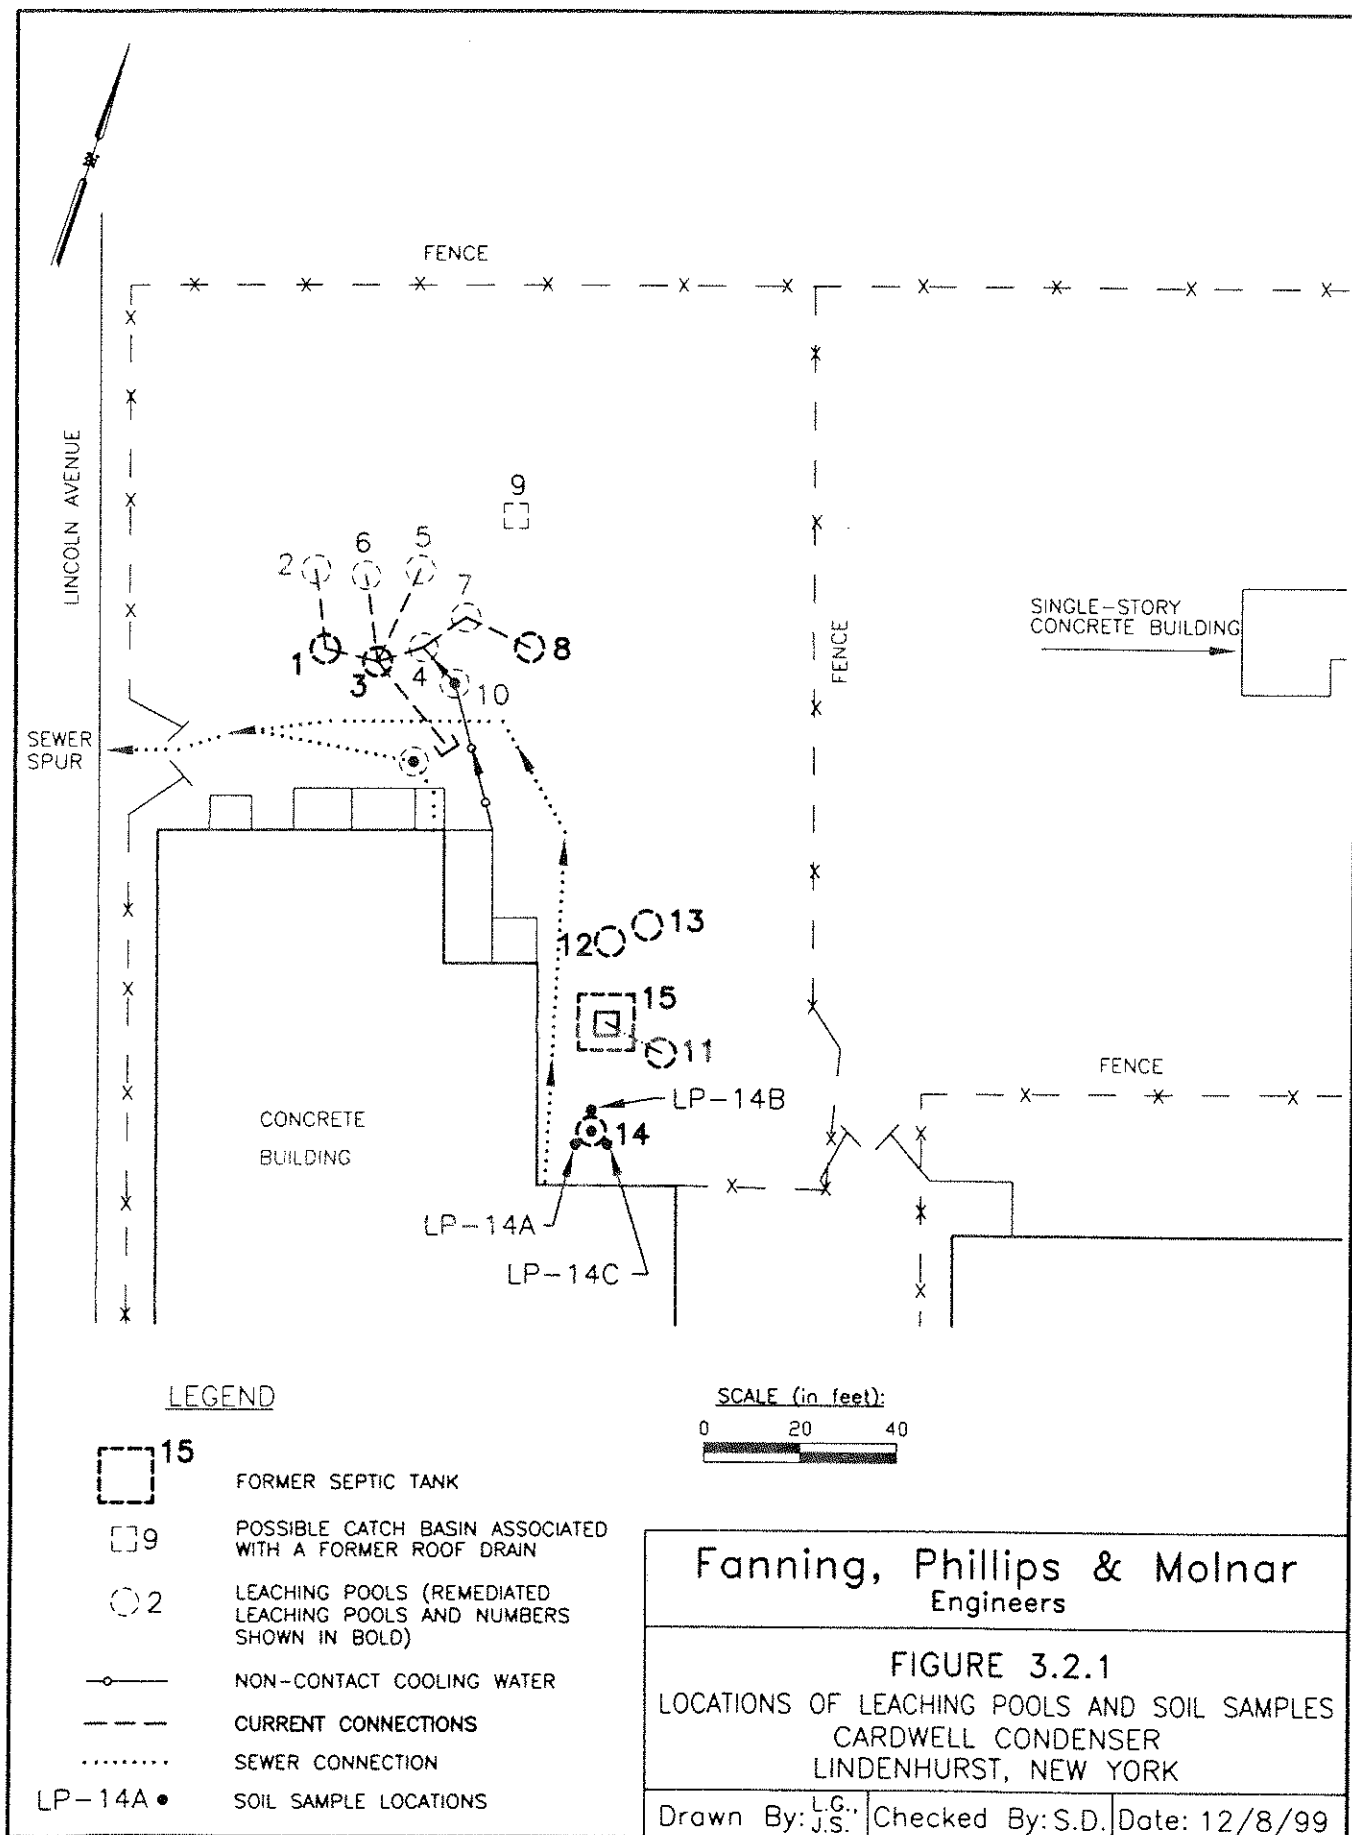 N
FENCE
LINCOLN AVENUE
9
2
6
5
7
1
3
4
8
10
FENCE
SINGLE-STORY
CONCRETE BUILDING
SEWER
SPUR
12
13
15
11
FENCE
LP-14B
14
CONCRETE
BUILDING
LP-14A
LP-14C
LEGEND
15
FORMER SEPTIC TANK
9
POSSIBLE CATCH BASIN ASSOCIATED
WITH A FORMER ROOF DRAIN
2
LEACHING POOLS (REMEDIATED
LEACHING POOLS AND NUMBERS
SHOWN IN BOLD)
NON-CONTACT COOLING WATER
CURRENT CONNECTIONS
SEWER CONNECTION
LP-14A
SOIL SAMPLE LOCATIONS
SCALE (in feet):
0 20 40
Fanning, Phillips & Molnar
Engineers
FIGURE 3.2.1
LOCATIONS OF LEACHING POOLS AND SOIL SAMPLES
CARDWELL CONDENSER
LINDENHURST, NEW YORK
Drawn By: L.G., J.S. Checked By: S.D. Date: 12/8/99